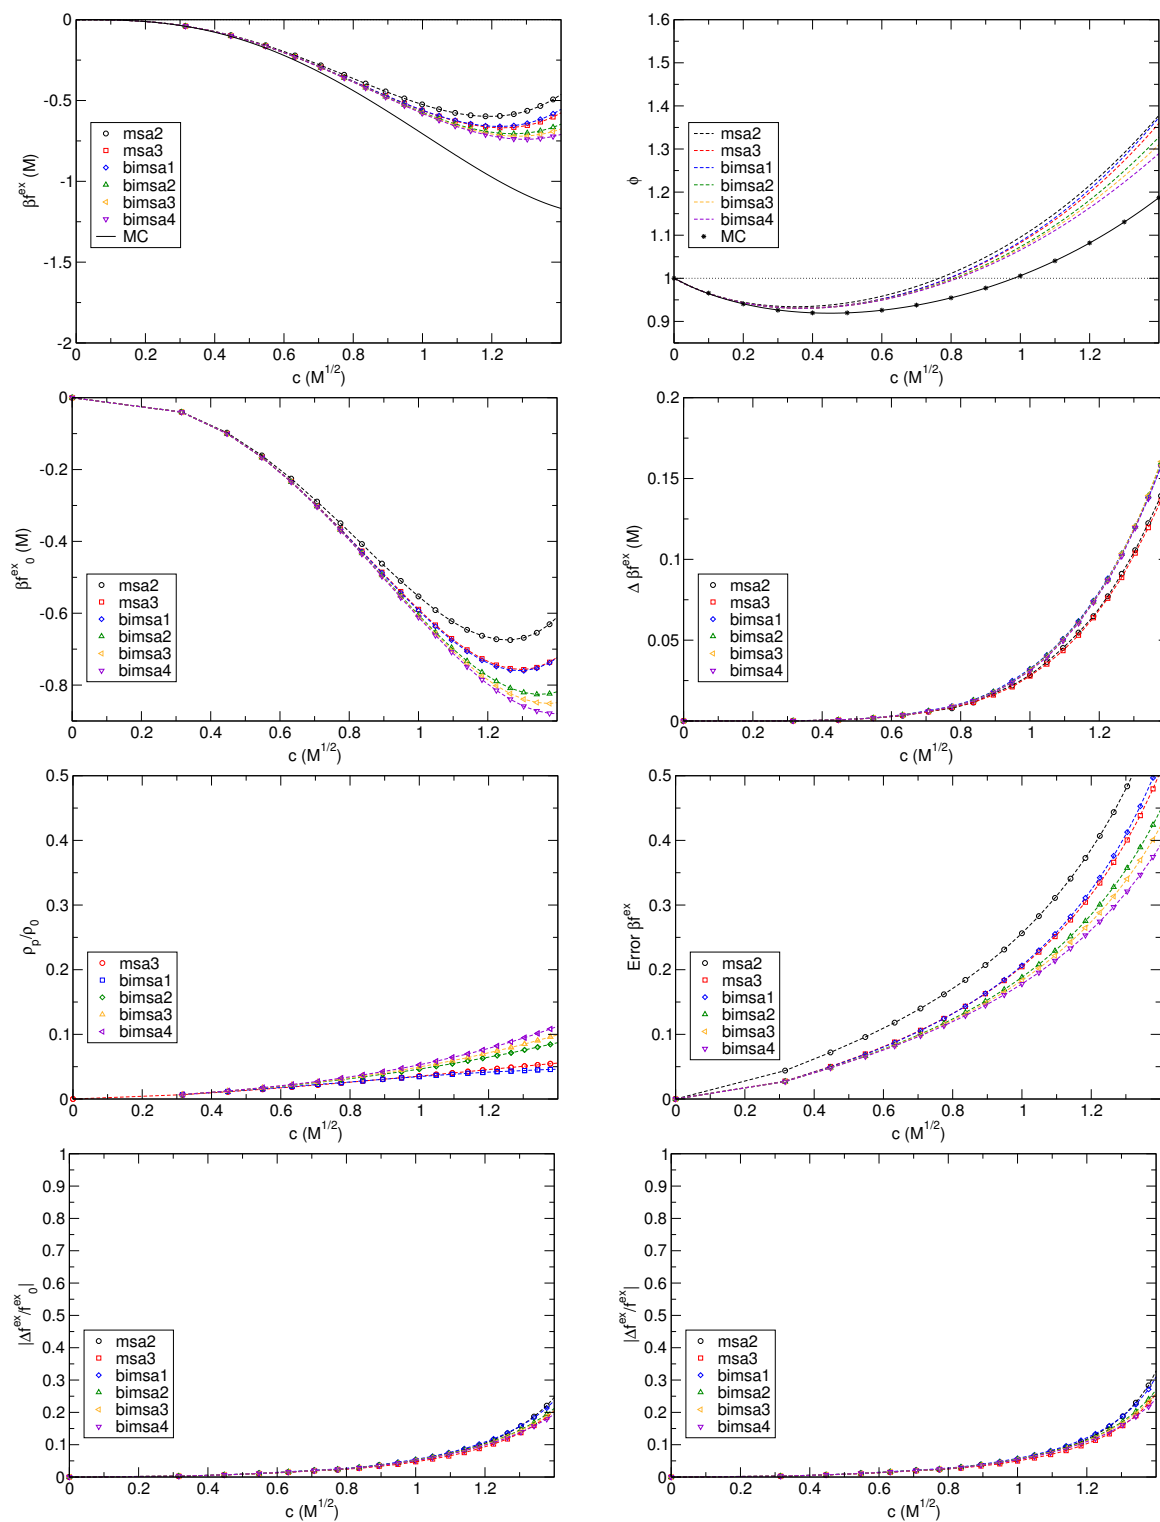 0
-0.5
-1
-1.5
-2
0 0.2 0.4 0.6 0.8 1 1.2
βf^ex (M)
c (M^1/2)
msa2
msa3
bimsa1
bimsa2
bimsa3
bimsa4
MC
1.6
1.5
1.4
1.3
1.2
1.1
1
0.9
0 0.2 0.4 0.6 0.8 1 1.2
ϕ
c (M^1/2)
msa2
msa3
bimsa1
bimsa2
bimsa3
bimsa4
MC
0
-0.2
-0.4
-0.6
-0.8
0 0.2 0.4 0.6 0.8 1 1.2
βf^ex_0 (M)
c (M^1/2)
msa2
msa3
bimsa1
bimsa2
bimsa3
bimsa4
0.2
0.15
0.1
0.05
0
0 0.2 0.4 0.6 0.8 1 1.2
Δ βf^ex (M)
c (M^1/2)
msa2
msa3
bimsa1
bimsa2
bimsa3
bimsa4
0.5
0.4
0.3
0.2
0.1
0
0 0.2 0.4 0.6 0.8 1 1.2
ρ_p/ρ_0
c (M^1/2)
msa3
bimsa1
bimsa2
bimsa3
bimsa4
0.5
0.4
0.3
0.2
0.1
0
0 0.2 0.4 0.6 0.8 1 1.2
Error βf^ex
c (M^1/2)
msa2
msa3
bimsa1
bimsa2
bimsa3
bimsa4
1
0.9
0.8
0.7
0.6
0.5
0.4
0.3
0.2
0.1
0
0 0.2 0.4 0.6 0.8 1 1.2
|Δf^ex/f^ex_0|
c (M^1/2)
msa2
msa3
bimsa1
bimsa2
bimsa3
bimsa4
1
0.9
0.8
0.7
0.6
0.5
0.4
0.3
0.2
0.1
0
0 0.2 0.4 0.6 0.8 1 1.2
|Δf^ex/f^ex|
c (M^1/2)
msa2
msa3
bimsa1
bimsa2
bimsa3
bimsa4